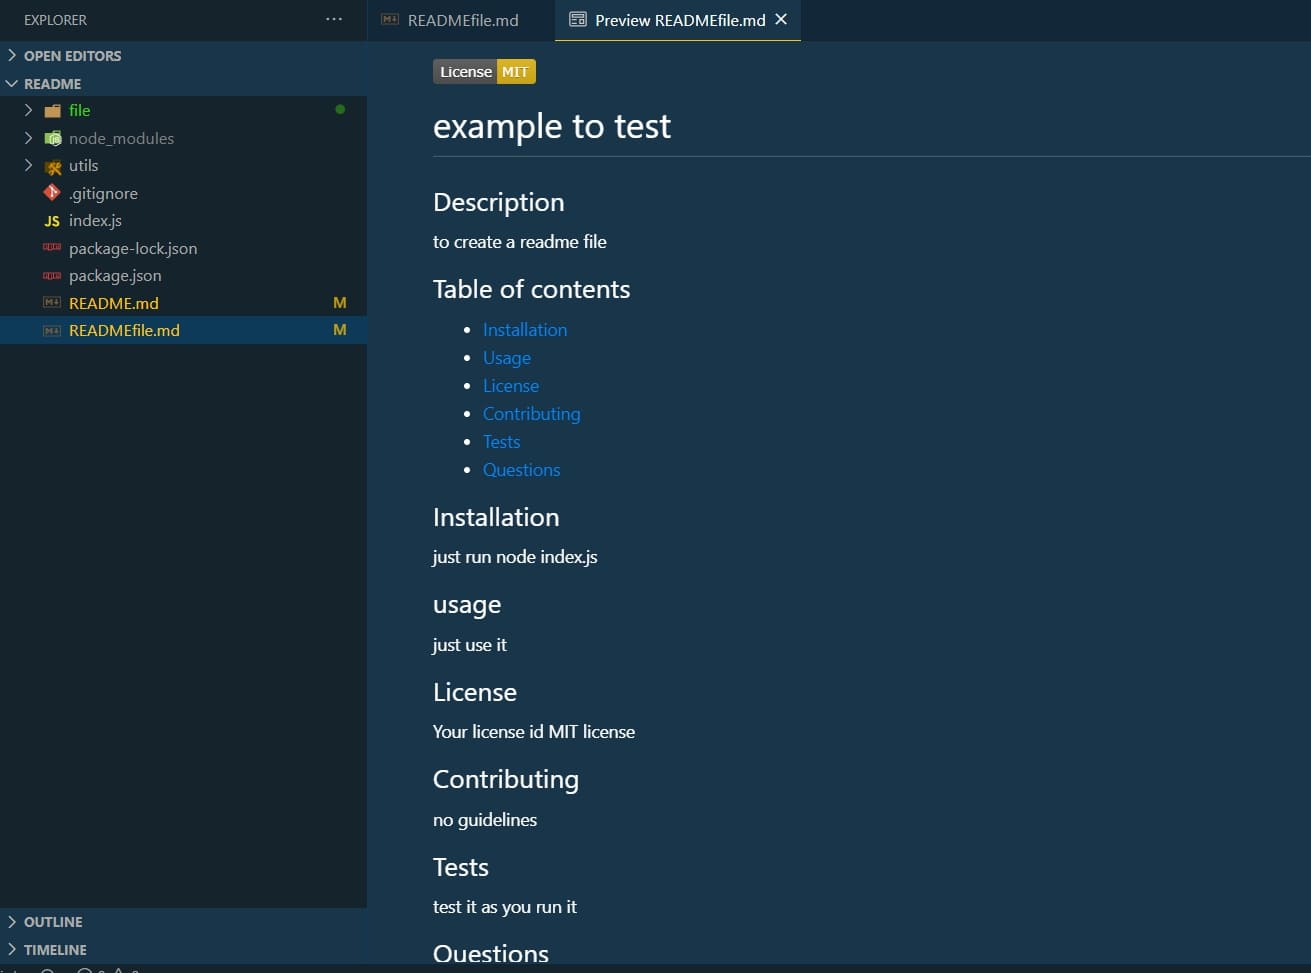 EXPLORER
OPEN EDITORS
README
file
node_modules
utils
.gitignore
JS index.js
package-lock.json
package.json
README.md M
READMEfile.md M
OUTLINE
TIMELINE
READMEfile.md
Preview READMEfile.md
License MIT
example to test
Description
to create a readme file
Table of contents
Installation
Usage
License
Contributing
Tests
Questions
Installation
just run node index.js
usage
just use it
License
Your license id MIT license
Contributing
no guidelines
Tests
test it as you run it
Questions